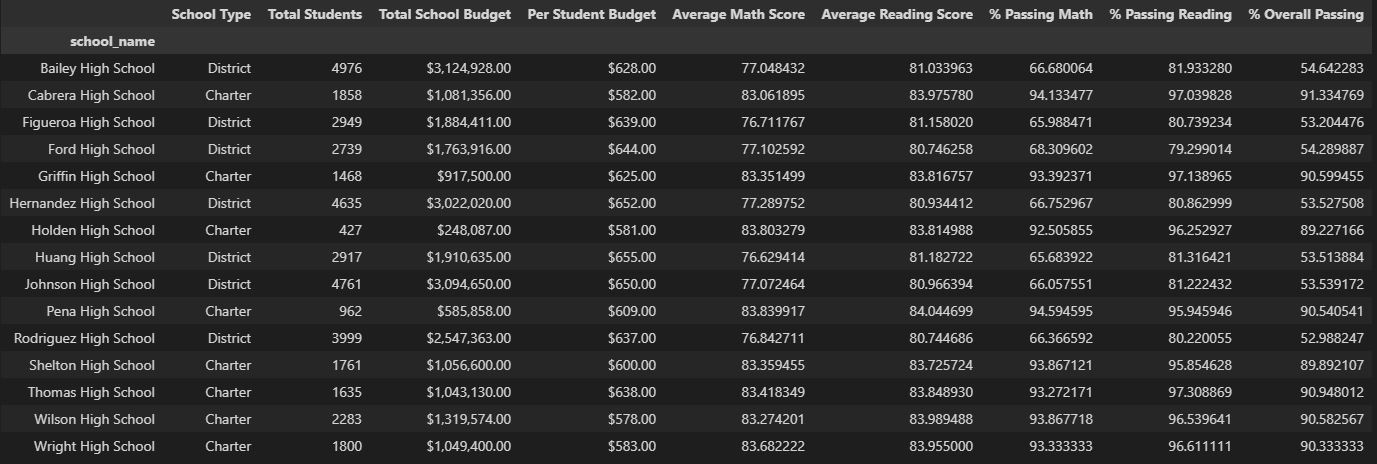 School Type Total Students Total School Budget Per Student Budget Average Math Score Average Reading Score % Passing Math % Passing Reading % Overall Passing
school_name
Bailey High School District 4976 $3,124,928.00 $628.00 77.048432 81.033963 66.680064 81.933280 54.642283
Cabrera High School Charter 1858 $1,081,356.00 $582.00 83.061895 83.975780 94.133477 97.039828 91.334769
Figueroa High School District 2949 $1,884,411.00 $639.00 76.711767 81.158020 65.988471 80.739234 53.204476
Ford High School District 2739 $1,763,916.00 $644.00 77.102592 80.746258 68.309602 79.299014 54.289887
Griffin High School Charter 1468 $917,500.00 $625.00 83.351499 83.816757 93.392371 97.138965 90.599455
Hernandez High School District 4635 $3,022,020.00 $652.00 77.289752 80.934412 66.752967 80.862999 53.527508
Holden High School Charter 427 $248,087.00 $581.00 83.803279 83.814988 92.505855 96.252927 89.227166
Huang High School District 2917 $1,910,635.00 $655.00 76.629414 81.182722 65.683922 81.316421 53.513884
Johnson High School District 4761 $3,094,650.00 $650.00 77.072464 80.966394 66.057551 81.222432 53.539172
Pena High School Charter 962 $585,858.00 $609.00 83.839917 84.044699 94.594595 95.945946 90.540541
Rodriguez High School District 3999 $2,547,363.00 $637.00 76.842711 80.744686 66.366592 80.220055 52.988247
Shelton High School Charter 1761 $1,056,600.00 $600.00 83.359455 83.725724 93.867121 95.854628 89.892107
Thomas High School Charter 1635 $1,043,130.00 $638.00 83.418349 83.848930 93.272171 97.308869 90.948012
Wilson High School Charter 2283 $1,319,574.00 $578.00 83.274201 83.989488 93.867718 96.539641 90.582567
Wright High School Charter 1800 $1,049,400.00 $583.00 83.682222 83.955000 93.333333 96.611111 90.333333